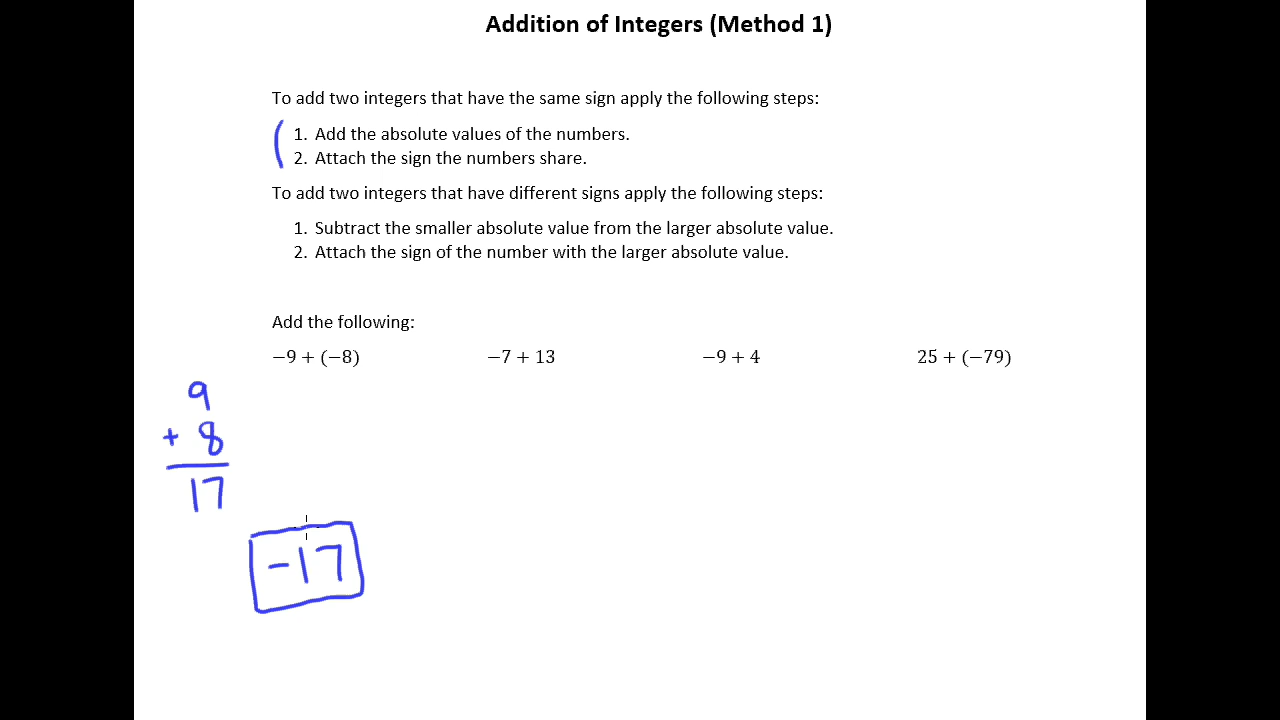 Addition of Integers (Method 1)
To add two integers that have the same sign apply the following steps:
1. Add the absolute values of the numbers.
2. Attach the sign the numbers share.
To add two integers that have different signs apply the following steps:
1. Subtract the smaller absolute value from the larger absolute value.
2. Attach the sign of the number with the larger absolute value.
Add the following:
−9 + (−8) −7 + 13 −9 + 4 25 + (−79)
9
+ 8
17
-17